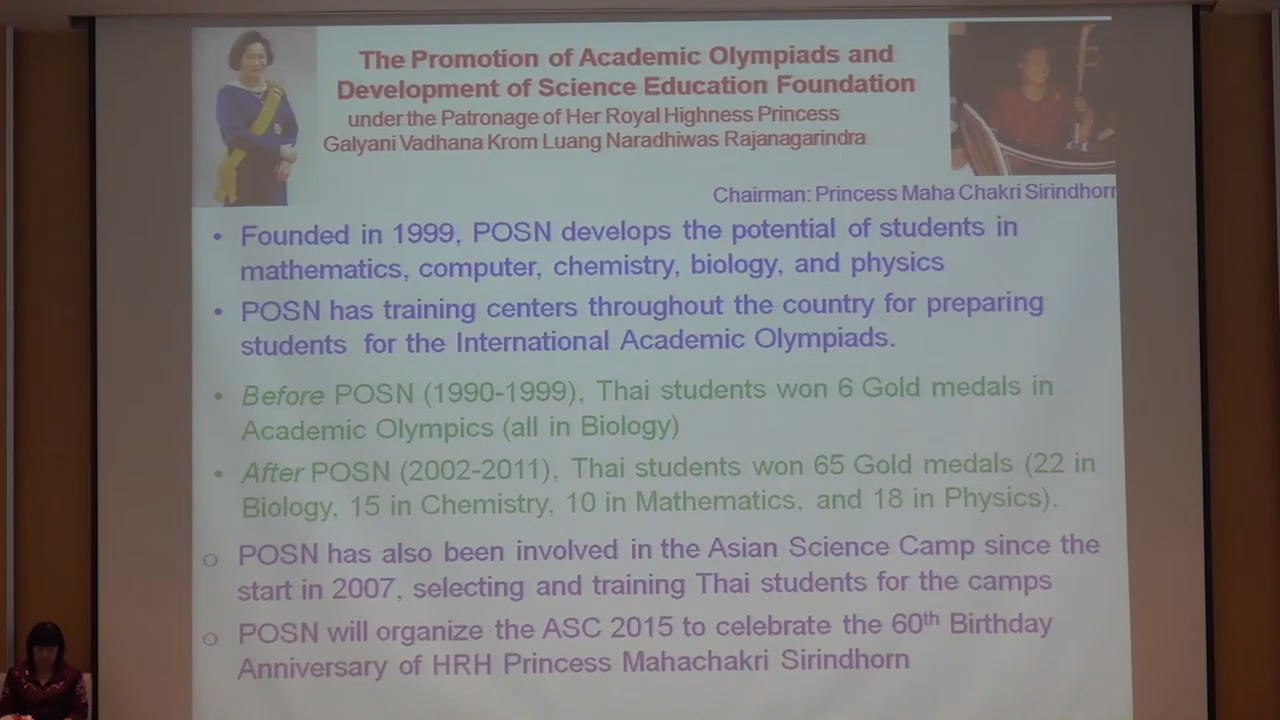 The Promotion of Academic Olympiads and
Development of Science Education Foundation
under the Patronage of Her Royal Highness Princess
Galyani Vadhana Krom Luang Naradhiwas Rajanagarindra
Chairman: Princess Maha Chakri Sirindhorn
• Founded in 1999, POSN develops the potential of students in
mathematics, computer, chemistry, biology, and physics
• POSN has training centers throughout the country for preparing
students for the International Academic Olympiads.
• Before POSN (1990-1999), Thai students won 6 Gold medals in
Academic Olympics (all in Biology)
• After POSN (2002-2011), Thai students won 65 Gold medals (22 in
Biology, 15 in Chemistry, 10 in Mathematics, and 18 in Physics).
○ POSN has also been involved in the Asian Science Camp since the
start in 2007, selecting and training Thai students for the camps
○ POSN will organize the ASC 2015 to celebrate the 60th Birthday
Anniversary of HRH Princess Mahachakri Sirindhorn